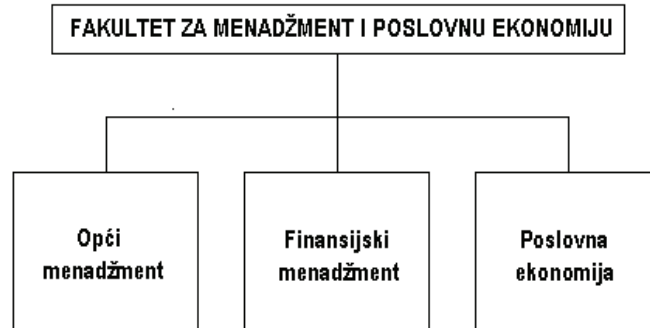 FAKULTET ZA MENADŽMENT I POSLOVNU EKONOMIJU
Opći
menadžment
Finansijski
menadžment
Poslovna
ekonomija